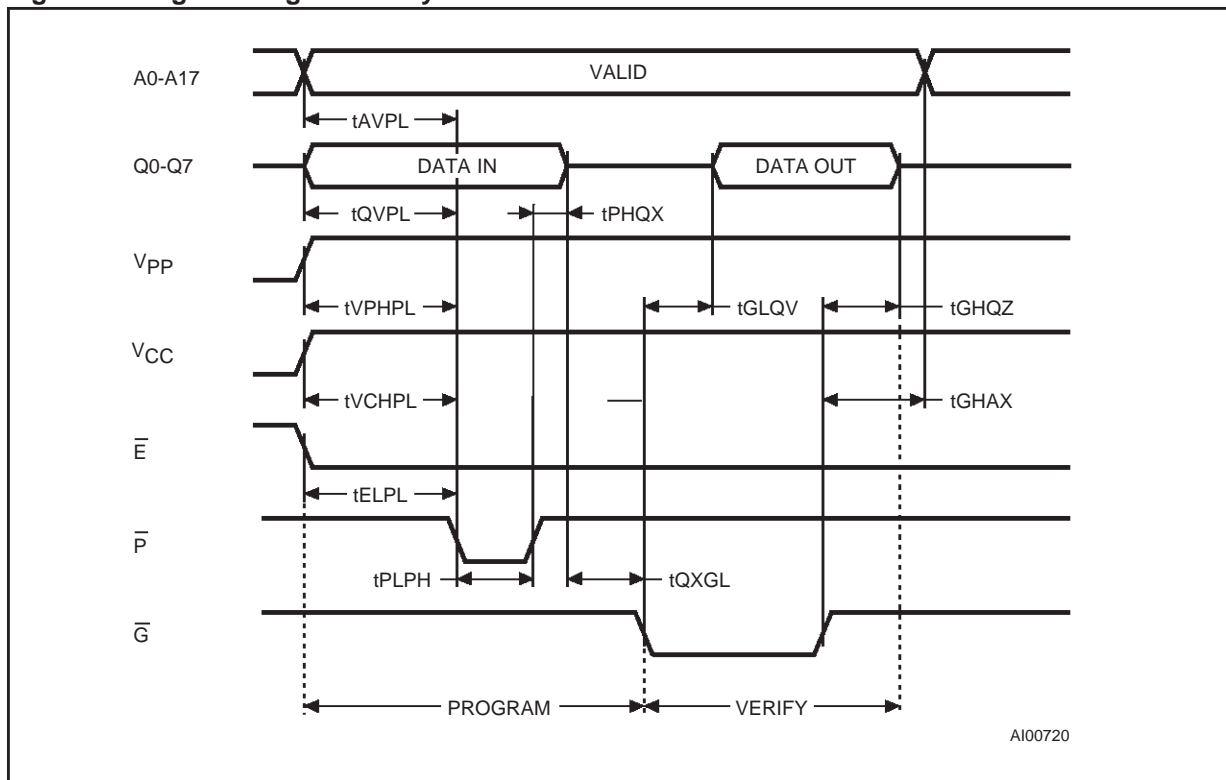 A0-A17
VALID
tAVPL
Q0-Q7
DATA IN
DATA OUT
tQVPL
tPHQX
VPP
tVPHPL
tGLQV
tGHQZ
VCC
tVCHPL
tGHAX
E̅
tELPL
P̅
tPLPH
tQXGL
G̅
PROGRAM
VERIFY
AI00720